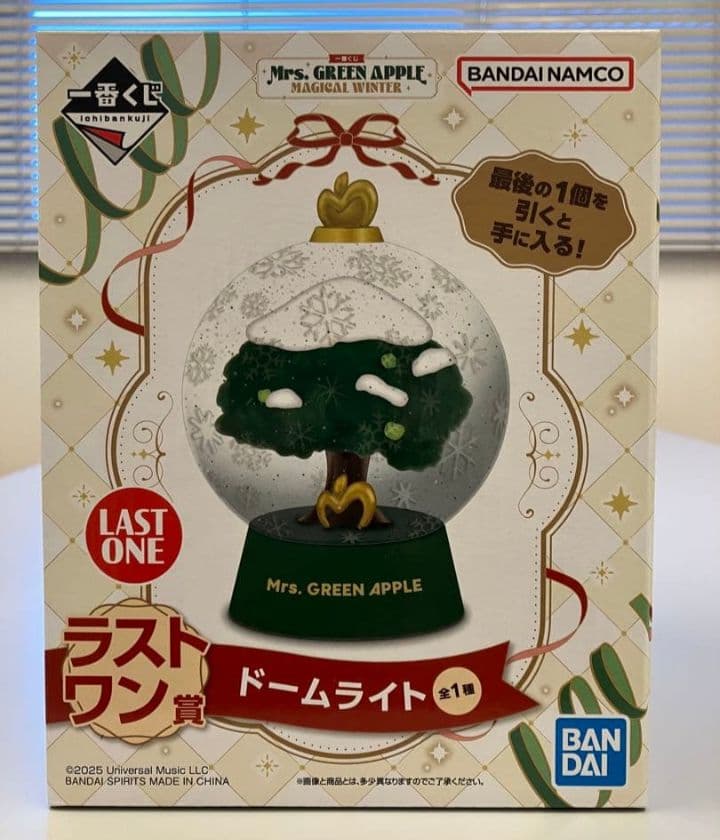 一番くじ
ichibankuji
一番くじ
Mrs. GREEN APPLE
MAGICAL WINTER
BANDAI NAMCO
最後の1個を
引くと
手に入る!
Mrs. GREEN APPLE
LAST
ONE
ラスト
ワン賞
ドームライト 全1種
©2025 Universal Music LLC
BANDAI SPIRITS MADE IN CHINA
※画像と商品とは、多少異なりますのでご了承ください。
BAN
DAI